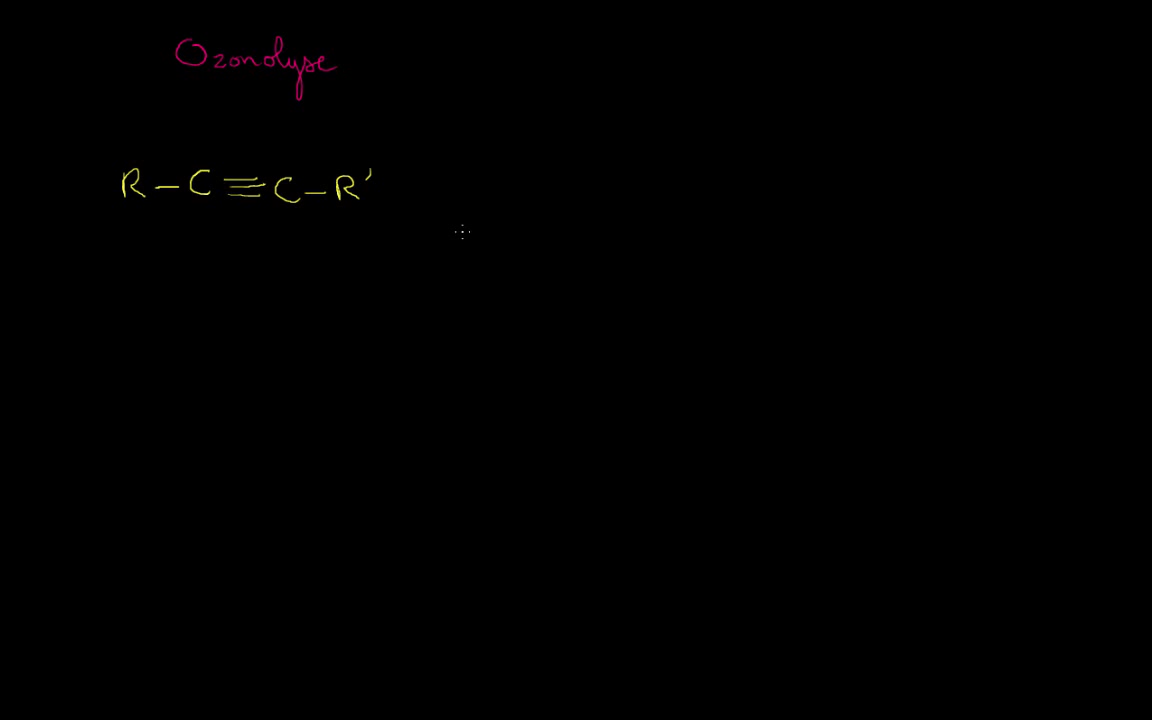 Ozonolyse
R – C ≡ C – R'